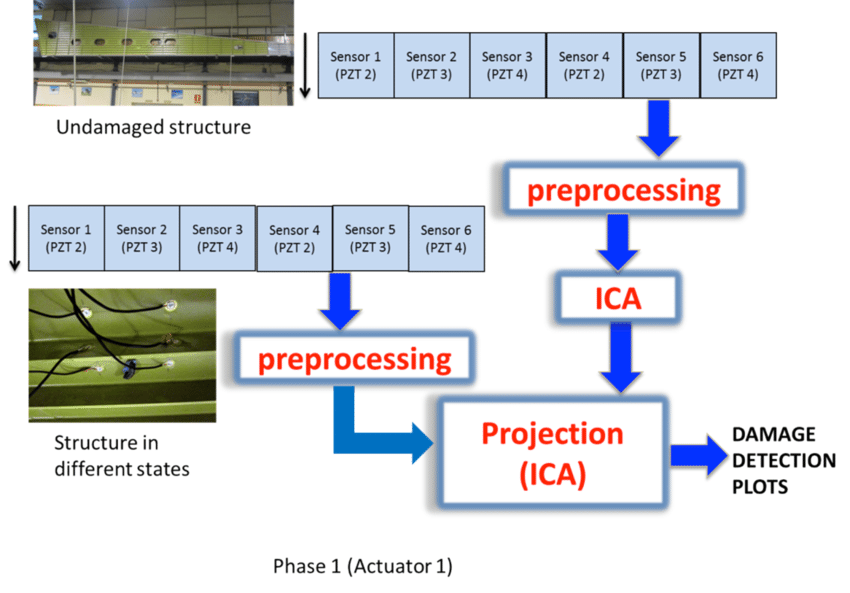 Sensor 1 Sensor 2 Sensor 3 Sensor 4 Sensor 5 Sensor 6
(PZT 2) (PZT 3) (PZT 4) (PZT 2) (PZT 3) (PZT 4)
Undamaged structure
preprocessing
Sensor 1 Sensor 2 Sensor 3 Sensor 4 Sensor 5 Sensor 6
(PZT 2) (PZT 3) (PZT 4) (PZT 2) (PZT 3) (PZT 4)
ICA
preprocessing
Projection
(ICA)
DAMAGE
DETECTION
PLOTS
Structure in
different states
Phase 1 (Actuator 1)